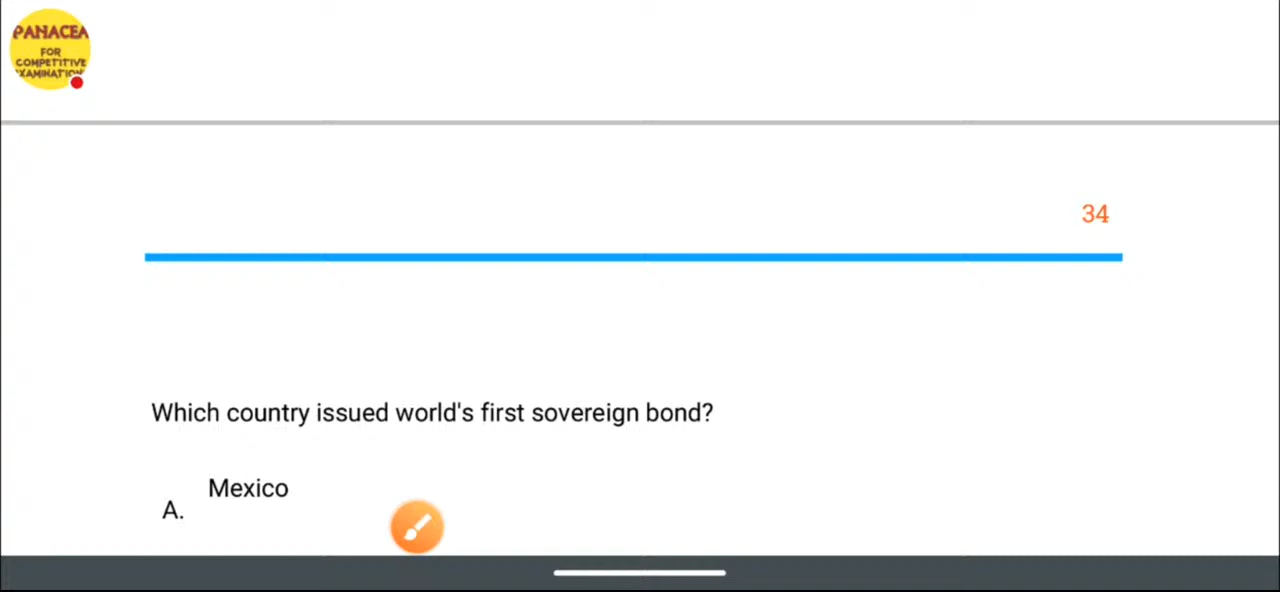 PANACEA
FOR
COMPETITIVE
EXAMINATION
34
Which country issued world's first sovereign bond?
Mexico
A.